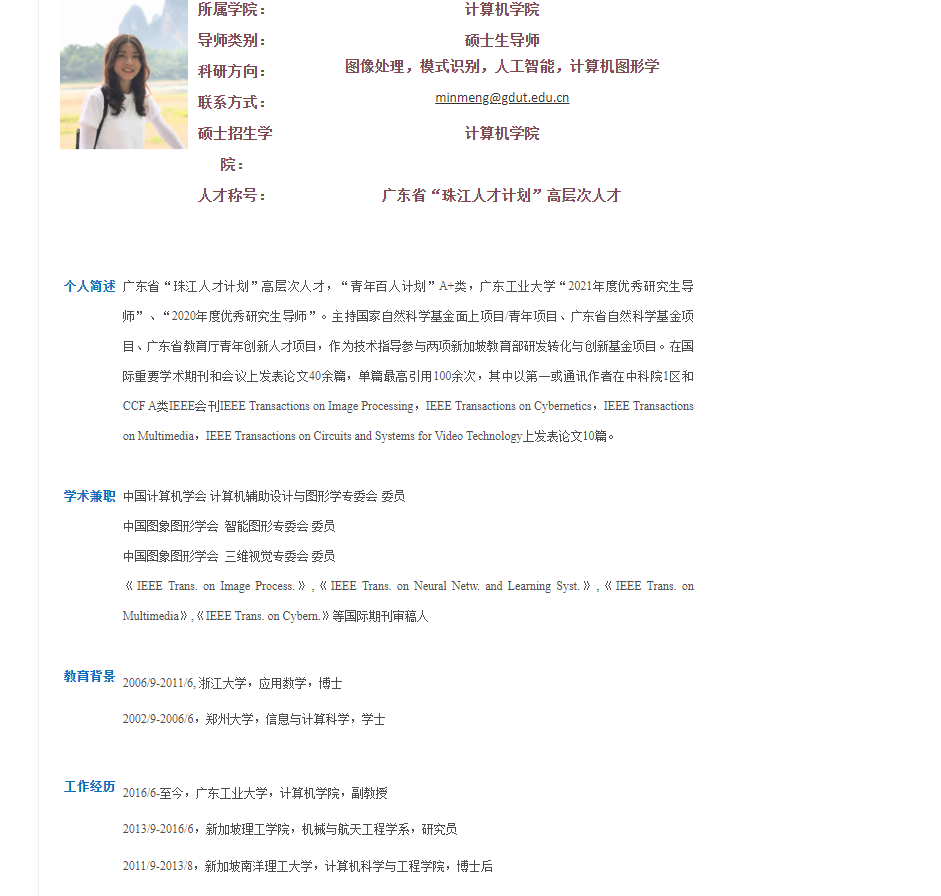 所属学院： 计算机学院
导师类别： 硕士生导师
科研方向： 图像处理，模式识别，人工智能，计算机图形学
联系方式： minmeng@gdut.edu.cn
硕士招生学 计算机学院
院：
人才称号： 广东省“珠江人才计划”高层次人才
个人简述 广东省“珠江人才计划”高层次人才，“青年百人计划”A+类，广东工业大学“2021年度优秀研究生导
师”、“2020年度优秀研究生导师”。主持国家自然科学基金面上项目/青年项目、广东省自然科学基金项
目、广东省教育厅青年创新人才项目，作为技术指导参与两项新加坡教育部研发转化与创新基金项目。在国
际重要学术期刊和会议上发表论文40余篇，单篇最高引用100余次，其中以第一或通讯作者在中科院1区和
CCF A类IEEE会刊IEEE Transactions on Image Processing，IEEE Transactions on Cybernetics，IEEE Transactions
on Multimedia，IEEE Transactions on Circuits and Systems for Video Technology上发表论文10篇。
学术兼职 中国计算机学会 计算机辅助设计与图形学专委会 委员
中国图象图形学会 智能图形专委会 委员
中国图象图形学会 三维视觉专委会 委员
《IEEE Trans. on Image Process.》,《IEEE Trans. on Neural Netw. and Learning Syst.》,《IEEE Trans. on
Multimedia》,《IEEE Trans. on Cybern.》等国际期刊审稿人
教育背景 2006/9-2011/6, 浙江大学，应用数学，博士
2002/9-2006/6，郑州大学，信息与计算科学，学士
工作经历 2016/6-至今，广东工业大学，计算机学院，副教授
2013/9-2016/6，新加坡理工学院，机械与航天工程学系，研究员
2011/9-2013/8，新加坡南洋理工大学，计算机科学与工程学院，博士后